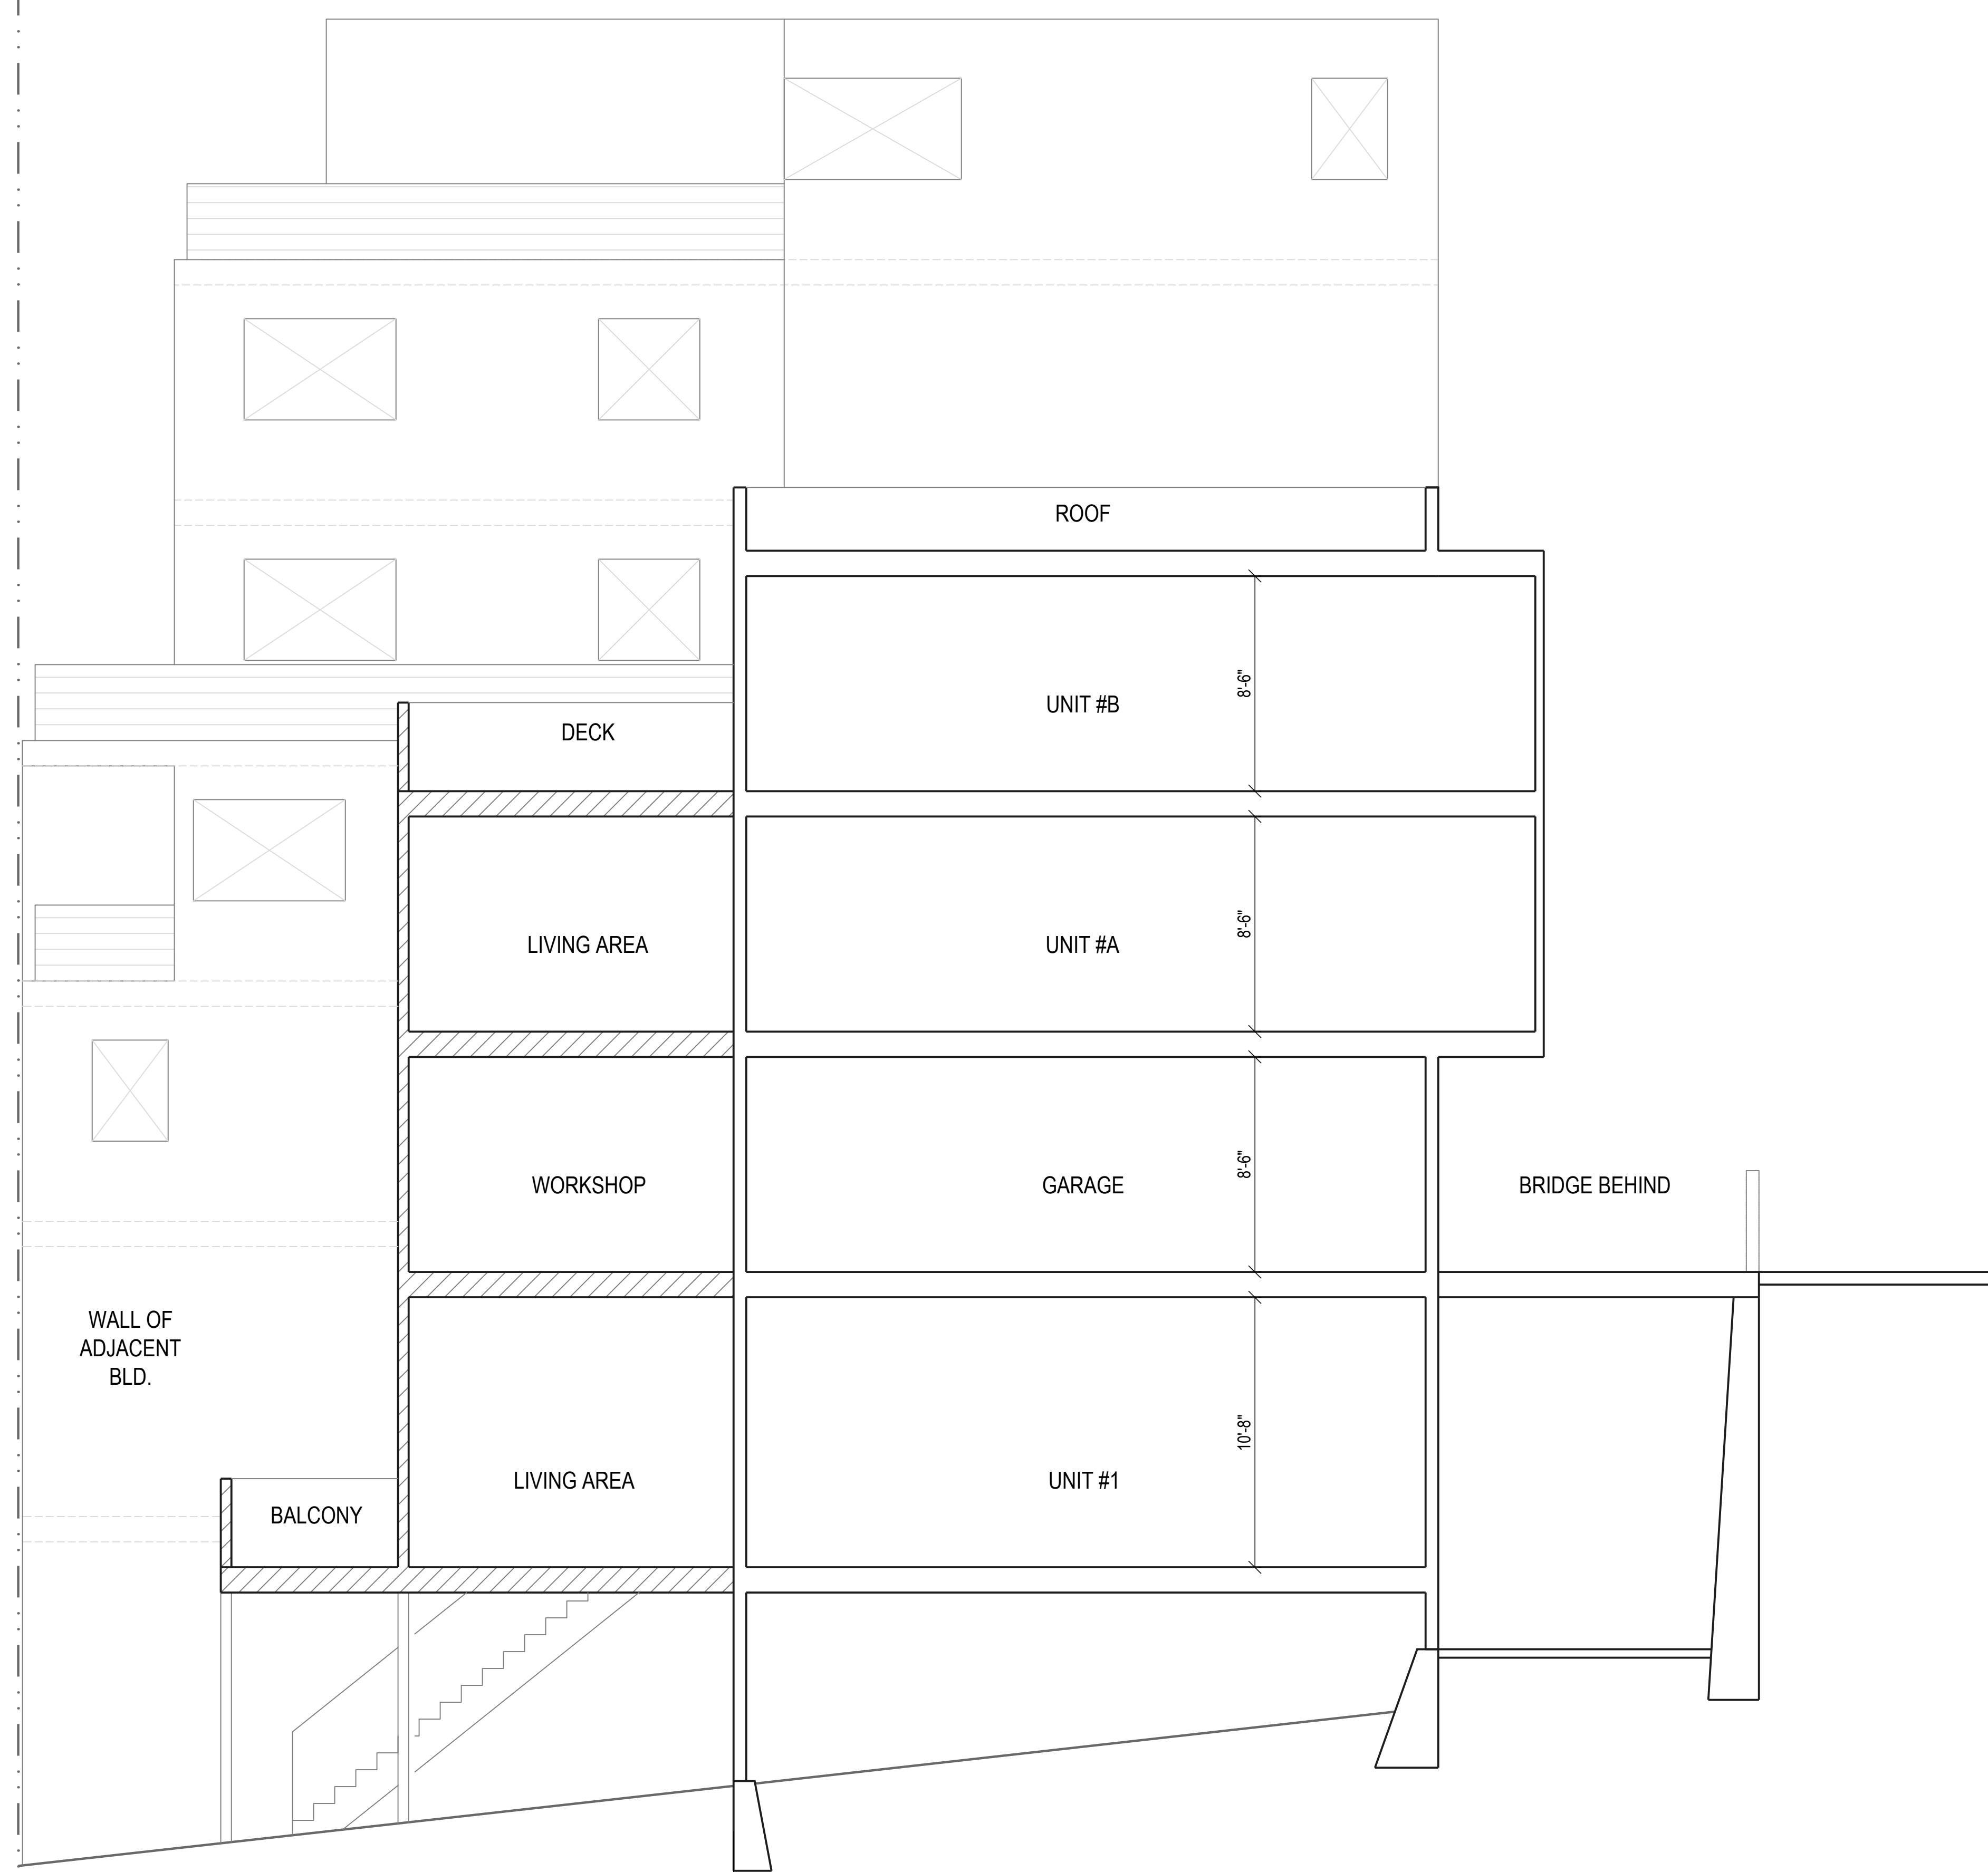 ROOF
UNIT #B
8'-6"
DECK
LIVING AREA
UNIT #A
8'-6"
WORKSHOP
GARAGE
8'-6"
BRIDGE BEHIND
WALL OF
ADJACENT
BLD.
LIVING AREA
UNIT #1
10'-8"
BALCONY